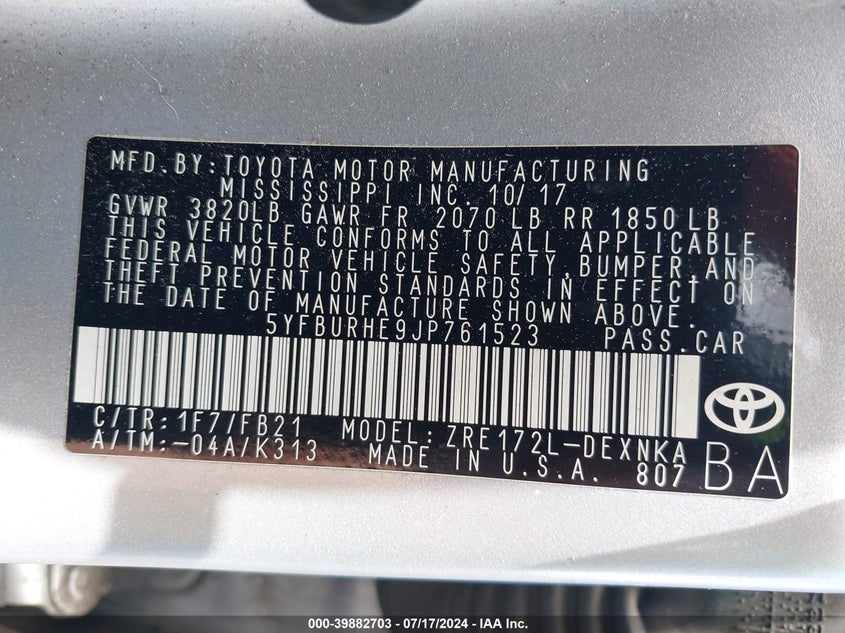 MFD.BY:TOYOTA MOTOR MANUFACTURING
MISSISSIPPI INC. 10/17
GVWR 3820LB GAWR FR 2070LB RR 1850LB
THIS VEHICLE CONFORMS TO ALL APPLICABLE
FEDERAL MOTOR VEHICLE SAFETY,BUMPER,AND
THEFT PREVENTION STANDARDS IN EFFECT ON
THE DATE OF MANUFACTURE SHOWN ABOVE.
5YFBURHE9JP761523 PASS.CAR
C/TR:1F7/FB21 MODEL:ZRE172L-DEXNKA
A/TM:-04A/K313 MADE IN U.S.A. 807 BA
000-39882703 - 07/17/2024 - IAA Inc.